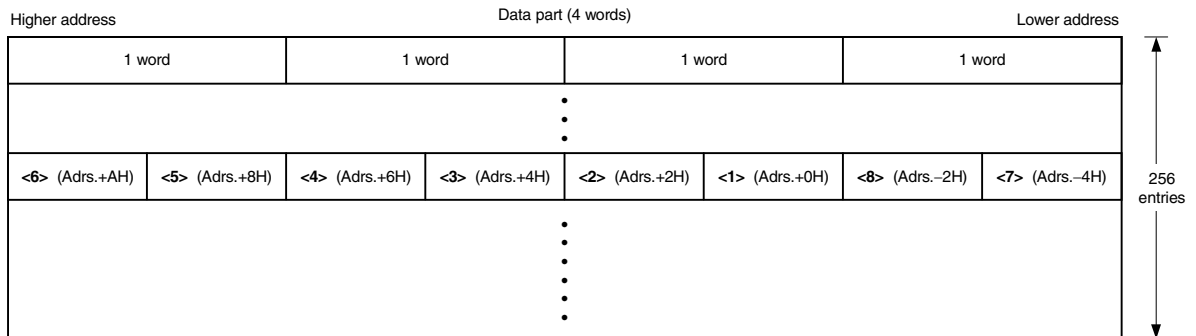 Higher address Data part (4 words) Lower address
1 word 1 word 1 word 1 word
<6> (Adrs.+AH) <5> (Adrs.+8H) <4> (Adrs.+6H) <3> (Adrs.+4H) <2> (Adrs.+2H) <1> (Adrs.+0H) <8> (Adrs.−2H) <7> (Adrs.−4H)
256
entries